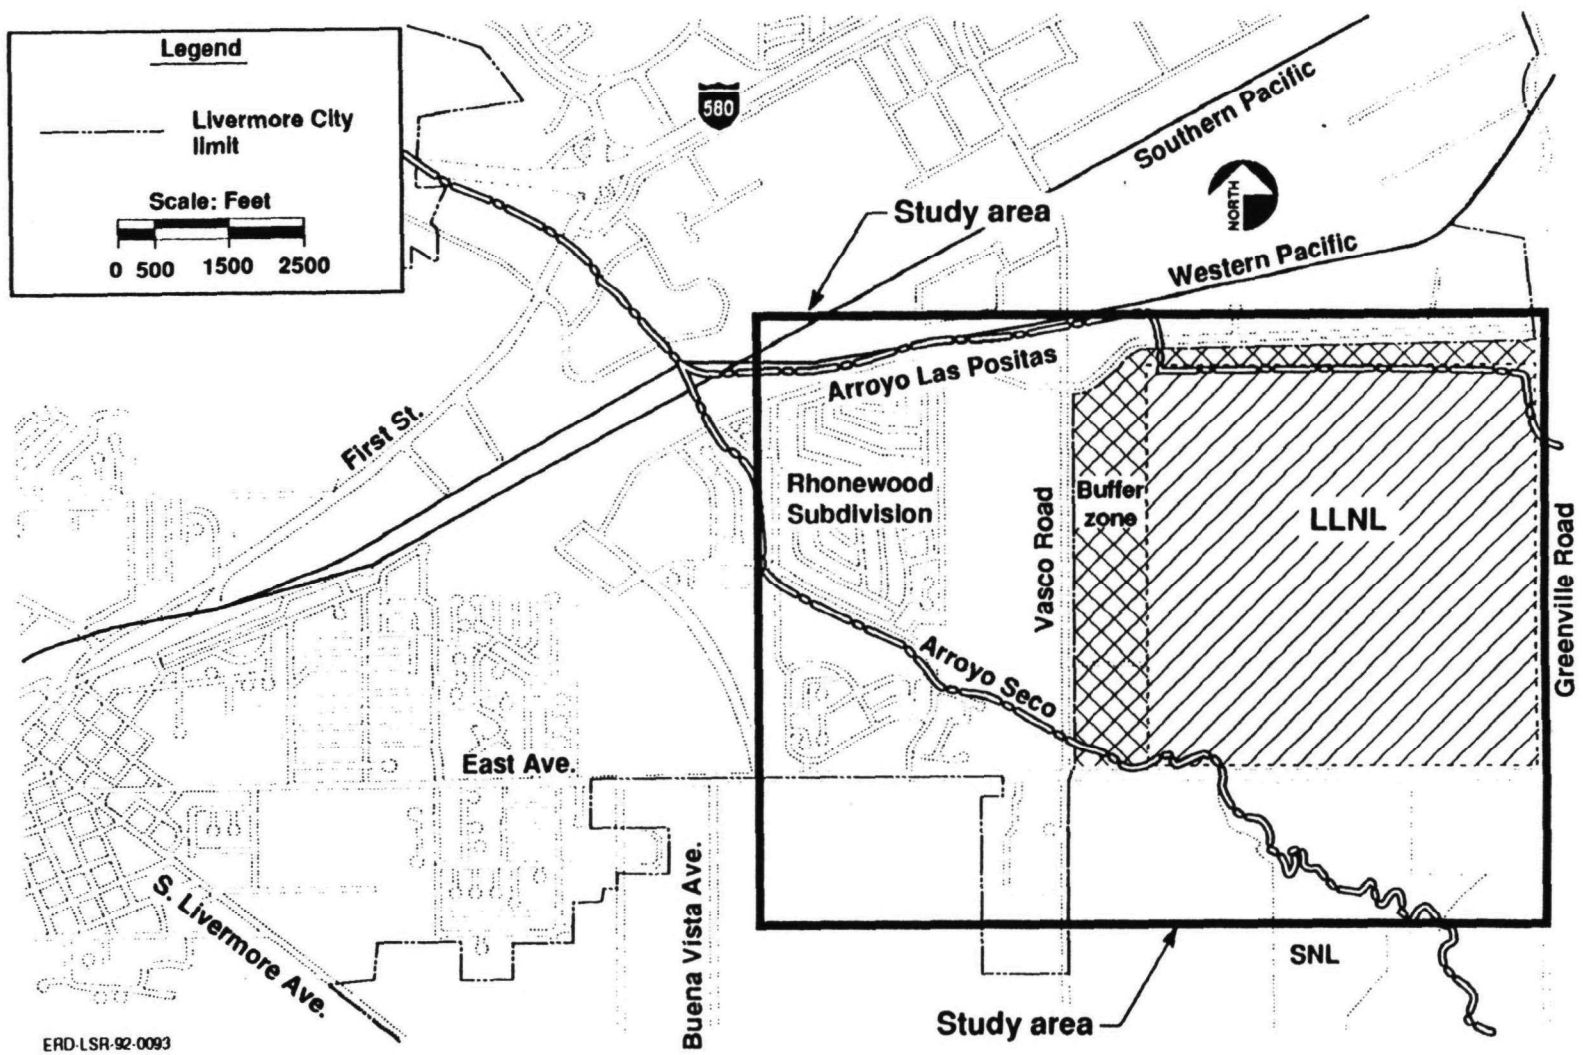 Legend
Livermore City
limit
Scale: Feet
0 500 1500 2500
580
Southern Pacific
NORTH
Study area
Western Pacific
Arroyo Las Positas
First St.
Rhonewood
Subdivision
Vasco Road
Buffer
zone
LLNL
Greenville Road
Arroyo Seco
East Ave.
S. Livermore Ave.
Buena Vista Ave.
SNL
Study area
ERD-LSR-92-0093